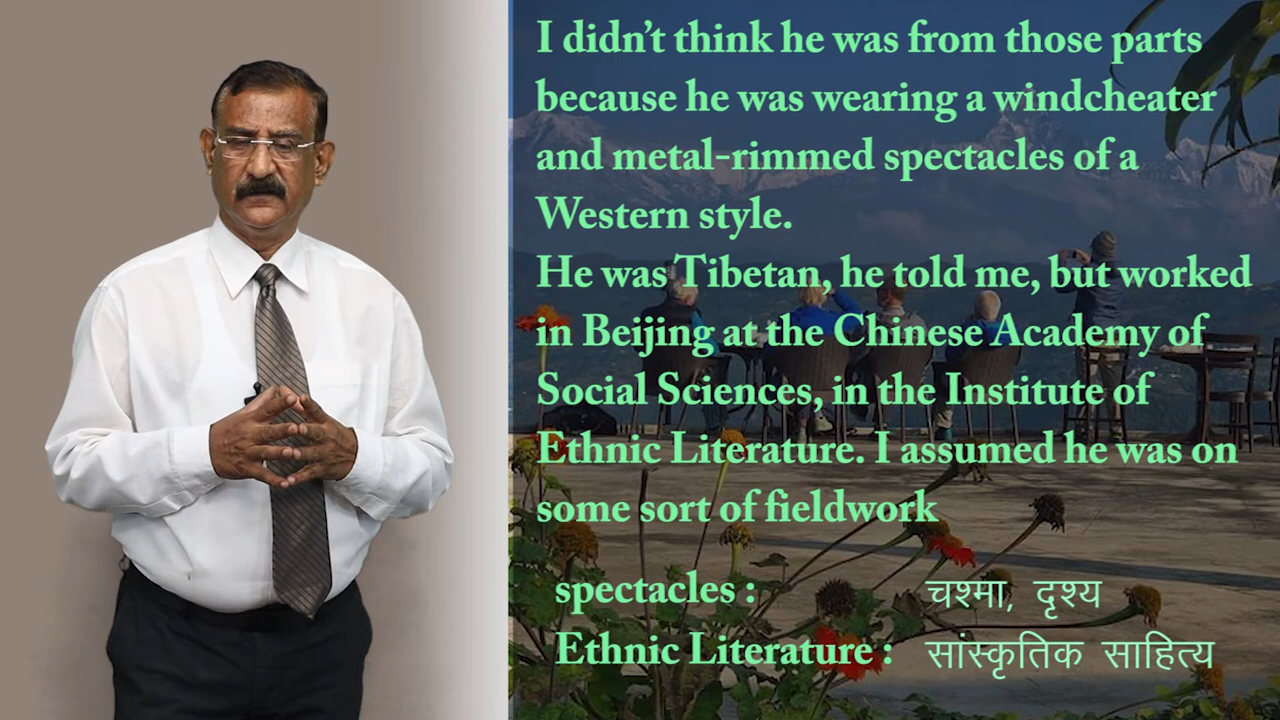 I didn’t think he was from those parts
because he was wearing a windcheater
and metal-rimmed spectacles of a
Western style.
He was Tibetan, he told me, but worked
in Beijing at the Chinese Academy of
Social Sciences, in the Institute of
Ethnic Literature. I assumed he was on
some sort of fieldwork
spectacles : चश्मा, दृश्य
Ethnic Literature : सांस्कृतिक साहित्य